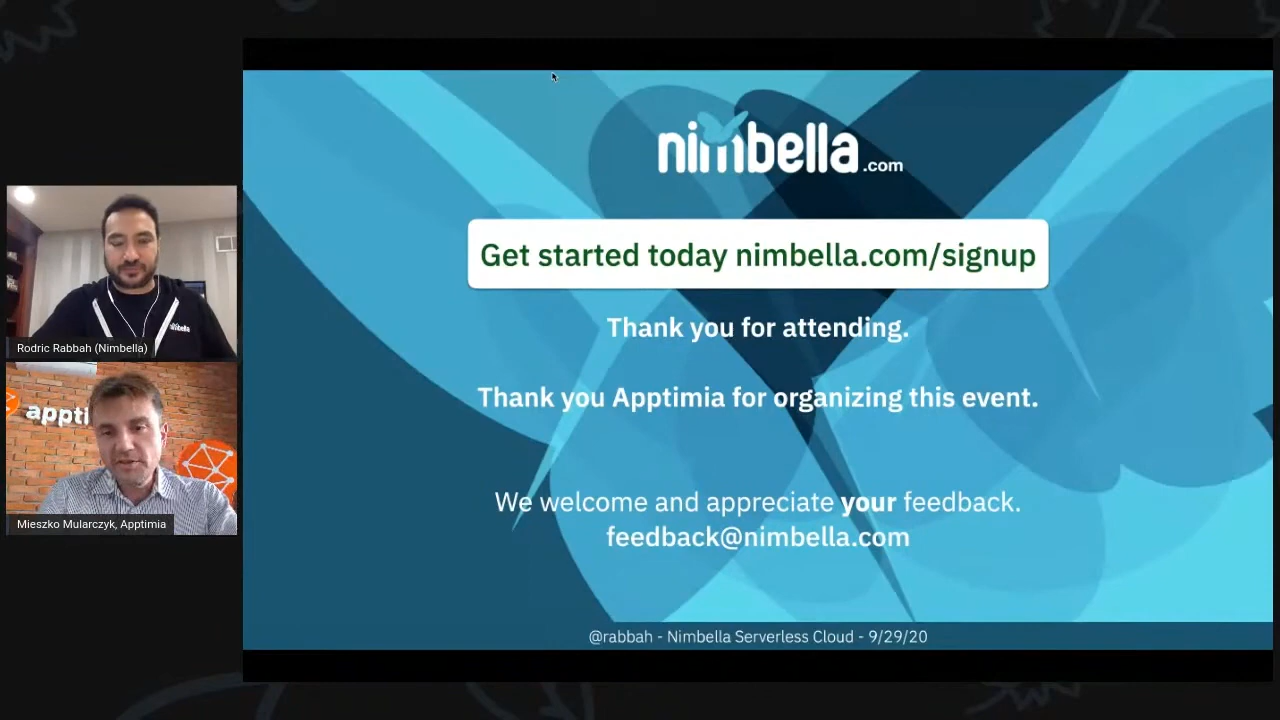 nimbella.com
Get started today nimbella.com/signup
Thank you for attending.
Thank you Apptimia for organizing this event.
We welcome and appreciate your feedback.
feedback@nimbella.com
@rabbah - Nimbella Serverless Cloud - 9/29/20
nimbella
Rodric Rabbah (Nimbella)
appti
Mieszko Mularczyk, Apptimia